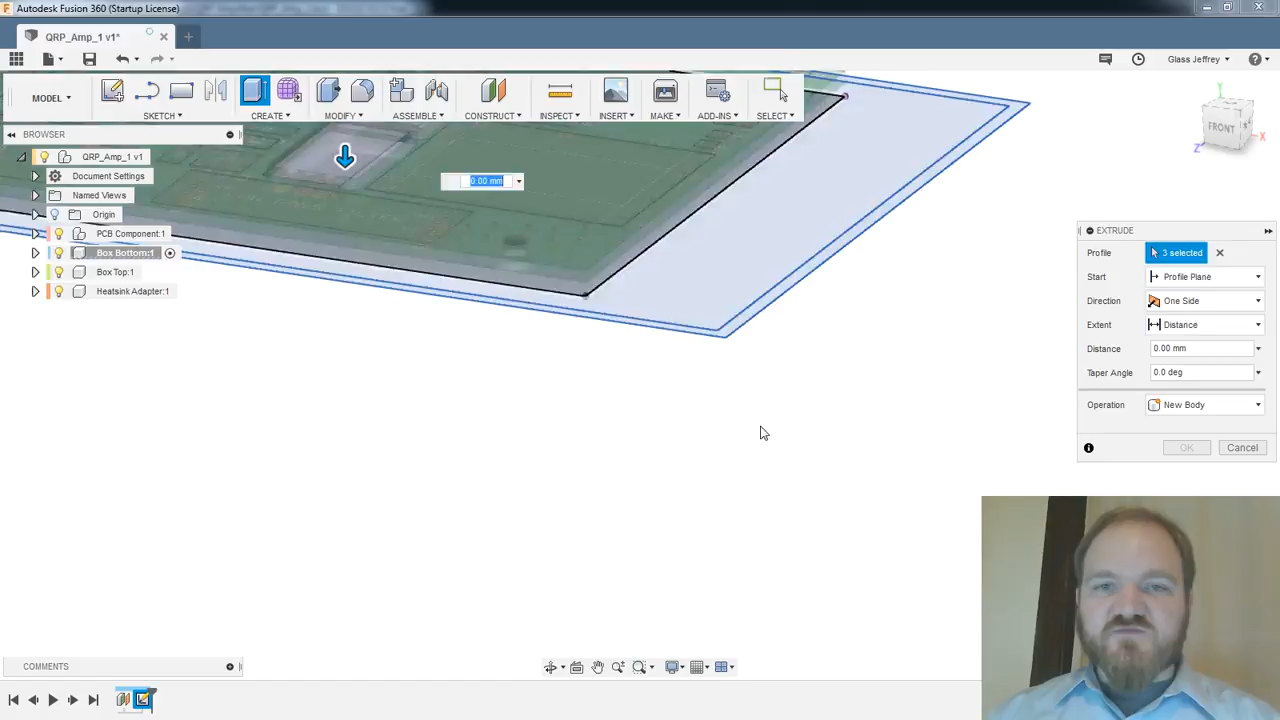 Autodesk Fusion 360 (Startup License)
QRP_Amp_1 v1*
Glass Jeffrey
MODEL
SKETCH
CREATE
MODIFY
ASSEMBLE
CONSTRUCT
INSPECT
INSERT
MAKE
ADD-INS
SELECT
BROWSER
QRP_Amp_1 v1
Document Settings
Named Views
Origin
PCB Component:1
Box Bottom:1
Box Top:1
Heatsink Adapter:1
0.00 mm
Y
FRONT
X
Z
EXTRUDE
Profile 3 selected
Start Profile Plane
Direction One Side
Extent Distance
Distance 0.00 mm
Taper Angle 0.0 deg
Operation New Body
OK Cancel
COMMENTS